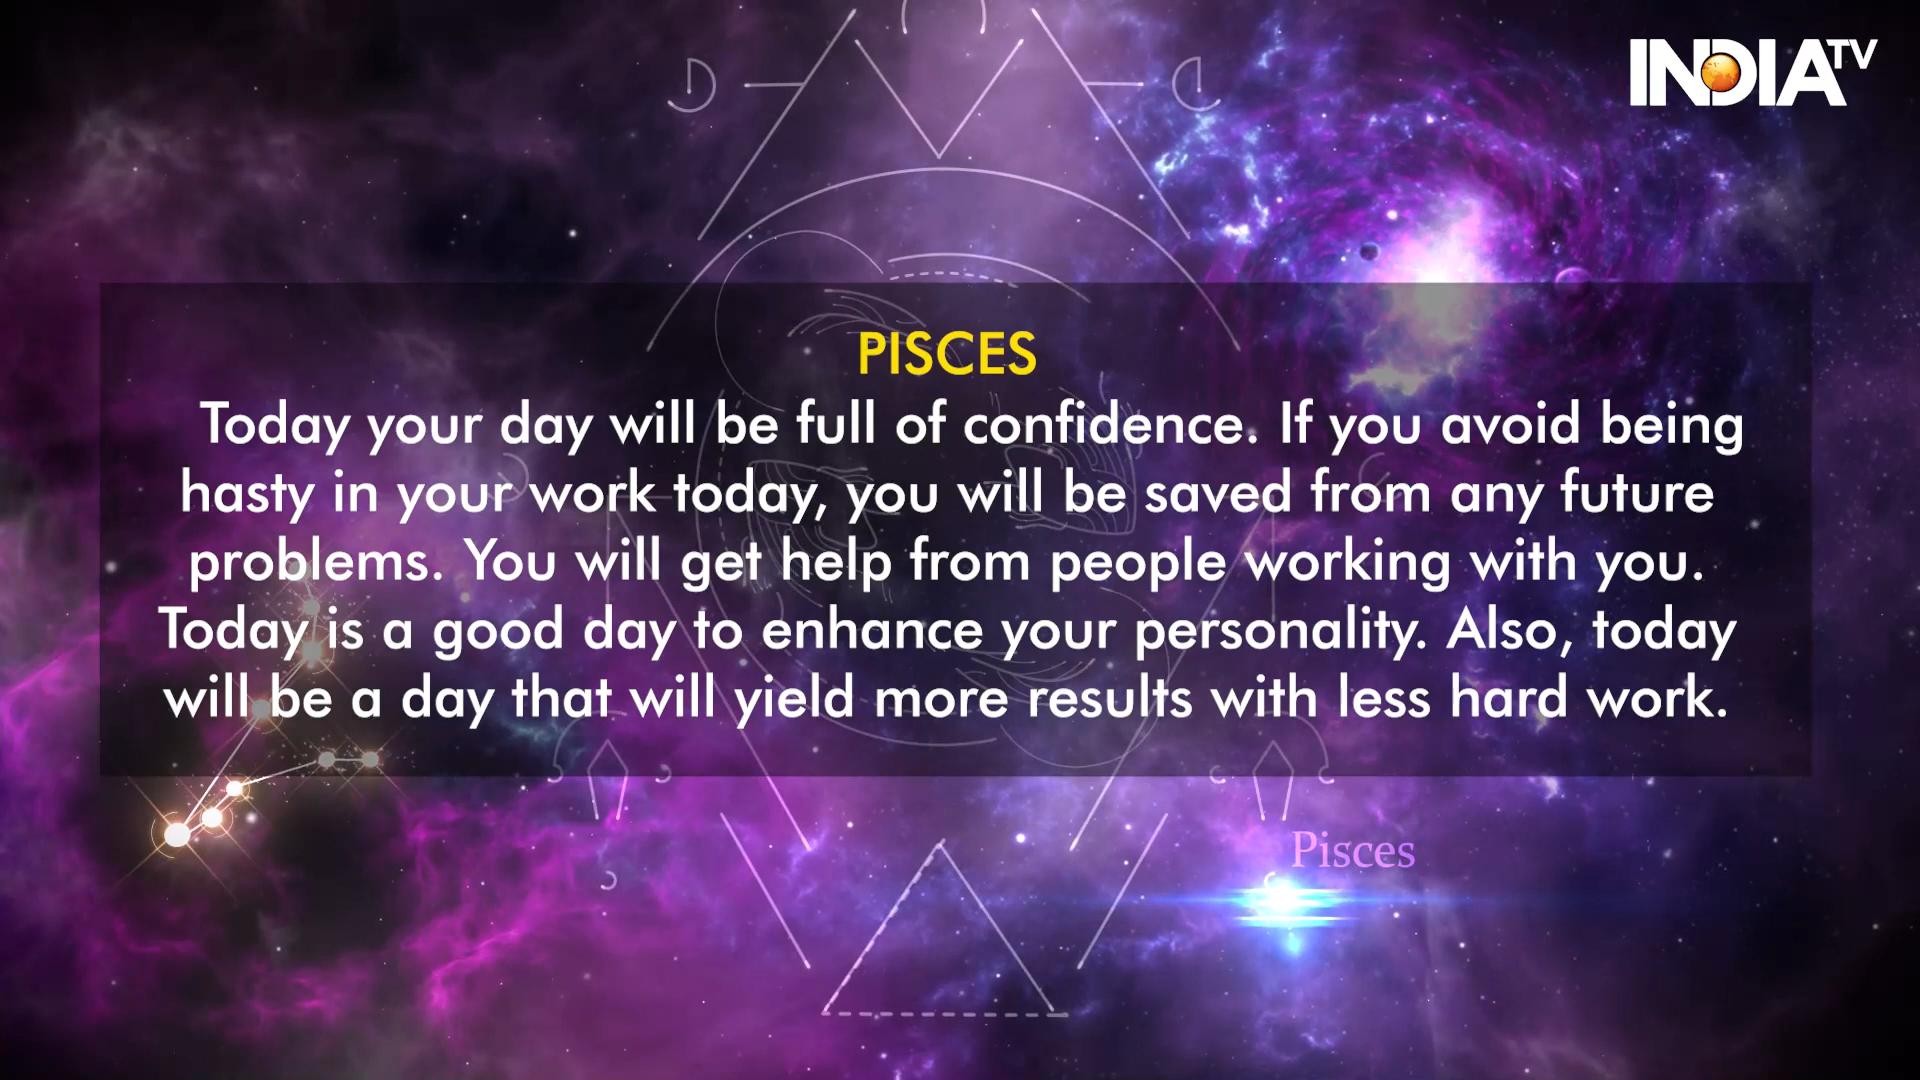 INDIA TV
PISCES
Today your day will be full of confidence. If you avoid being
hasty in your work today, you will be saved from any future
problems. You will get help from people working with you.
Today is a good day to enhance your personality. Also, today
will be a day that will yield more results with less hard work.
Pisces